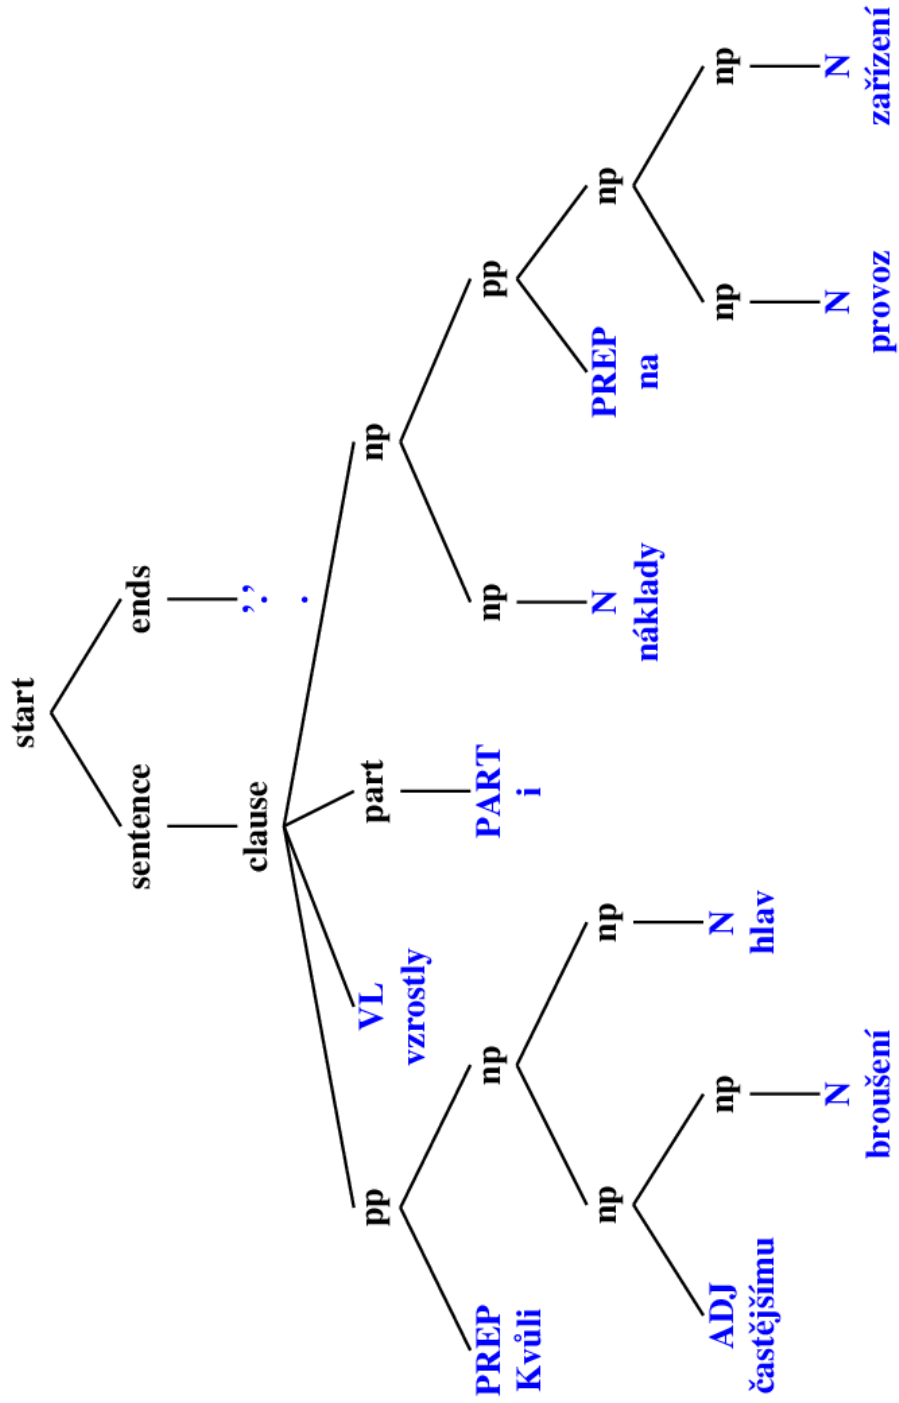 start
sentence ends
clause ’.’
.
pp VL part np
vzrostly
PREP np PART np pp
Kvůli i
np np N PREP np
náklady na
ADJ np N np np
častějšímu hlav
N N N
broušení provoz zařízení